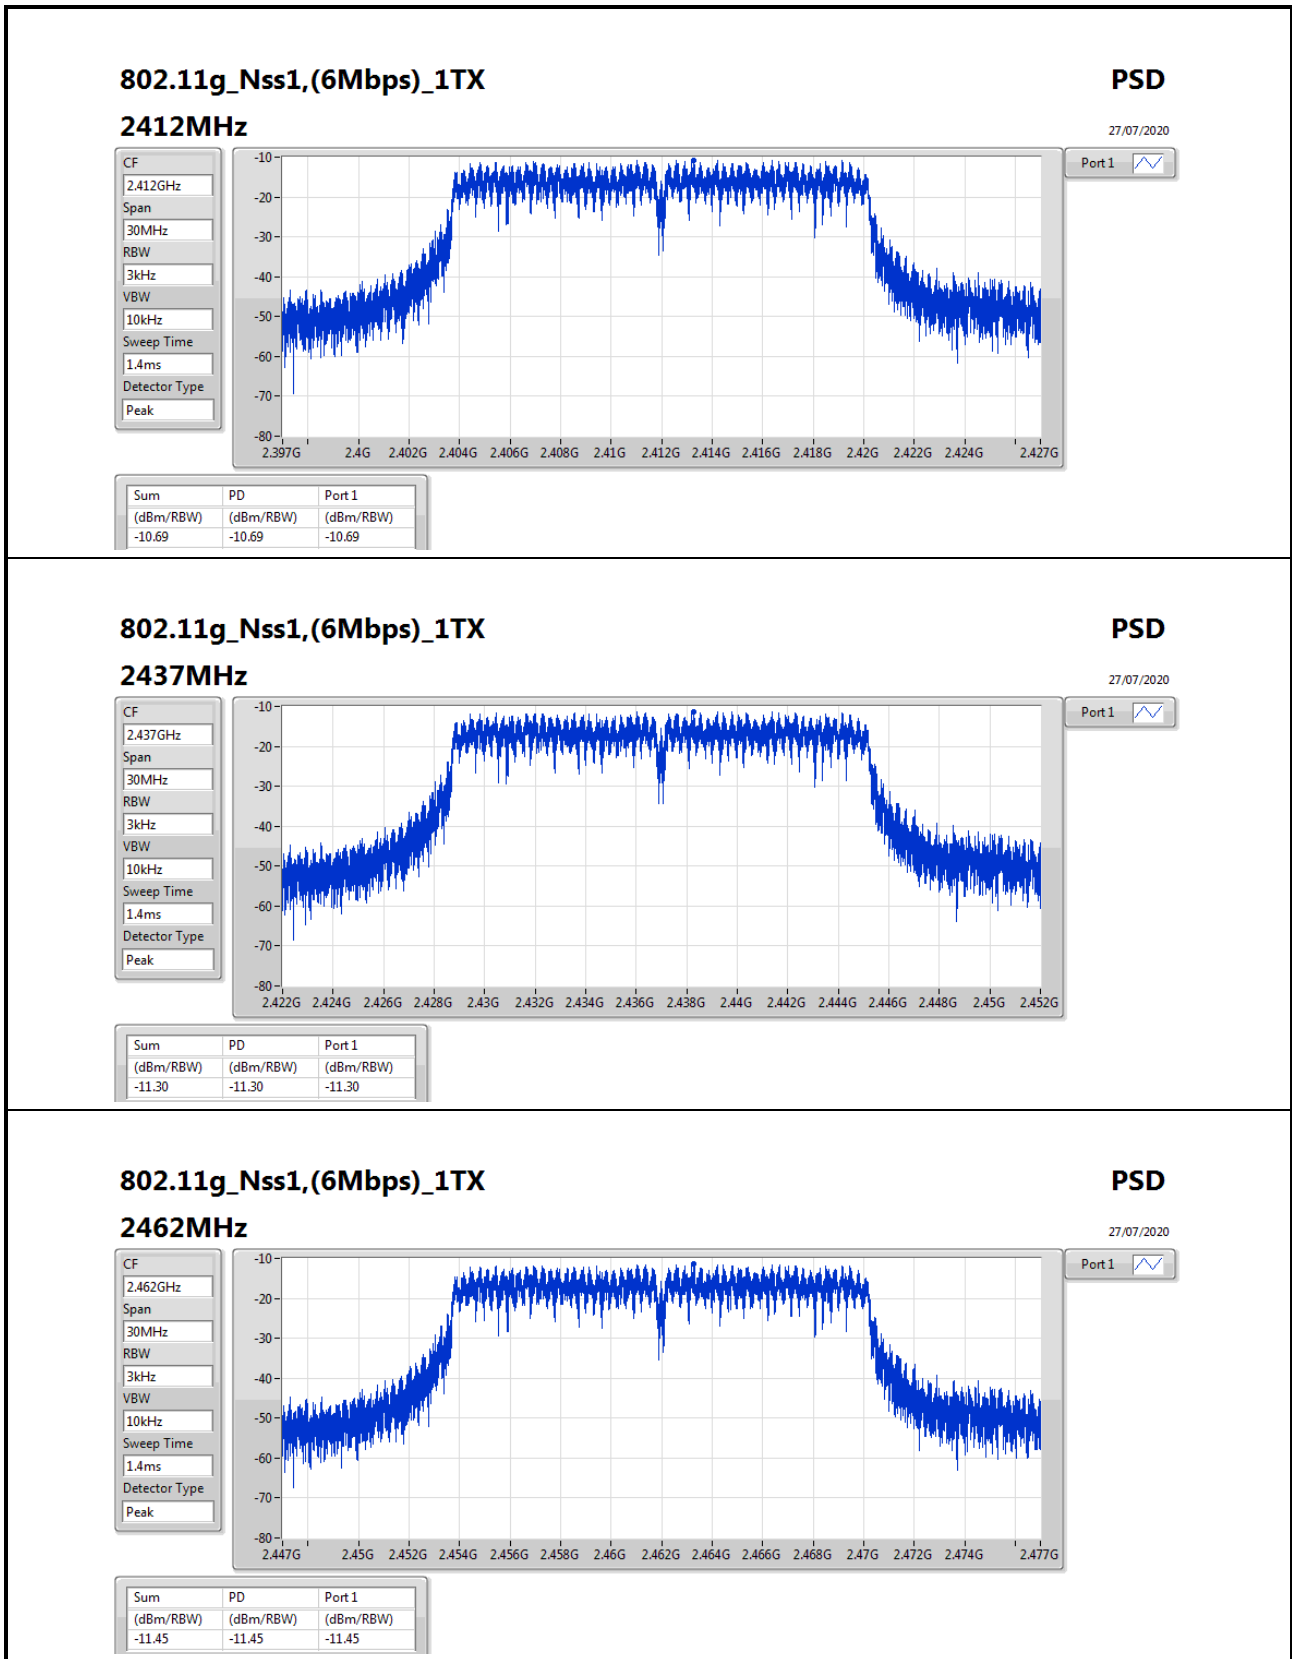 802.11g_Nss1,(6Mbps)_1TX PSD
2412MHz 27/07/2020
CF
2.412GHz
Span
30MHz
RBW
3kHz
VBW
10kHz
Sweep Time
1.4ms
Detector Type
Peak
-10
-20
-30
-40
-50
-60
-70
-80
2.397G 2.4G 2.402G 2.404G 2.406G 2.408G 2.41G 2.412G 2.414G 2.416G 2.418G 2.42G 2.422G 2.424G 2.427G
Port 1
Sum PD Port 1
(dBm/RBW) (dBm/RBW) (dBm/RBW)
-10.69 -10.69 -10.69
802.11g_Nss1,(6Mbps)_1TX PSD
2437MHz 27/07/2020
CF
2.437GHz
Span
30MHz
RBW
3kHz
VBW
10kHz
Sweep Time
1.4ms
Detector Type
Peak
-10
-20
-30
-40
-50
-60
-70
-80
2.422G 2.424G 2.426G 2.428G 2.43G 2.432G 2.434G 2.436G 2.438G 2.44G 2.442G 2.444G 2.446G 2.448G 2.45G 2.452G
Port 1
Sum PD Port 1
(dBm/RBW) (dBm/RBW) (dBm/RBW)
-11.30 -11.30 -11.30
802.11g_Nss1,(6Mbps)_1TX PSD
2462MHz 27/07/2020
CF
2.462GHz
Span
30MHz
RBW
3kHz
VBW
10kHz
Sweep Time
1.4ms
Detector Type
Peak
-10
-20
-30
-40
-50
-60
-70
-80
2.447G 2.45G 2.452G 2.454G 2.456G 2.458G 2.46G 2.462G 2.464G 2.466G 2.468G 2.47G 2.472G 2.474G 2.477G
Port 1
Sum PD Port 1
(dBm/RBW) (dBm/RBW) (dBm/RBW)
-11.45 -11.45 -11.45